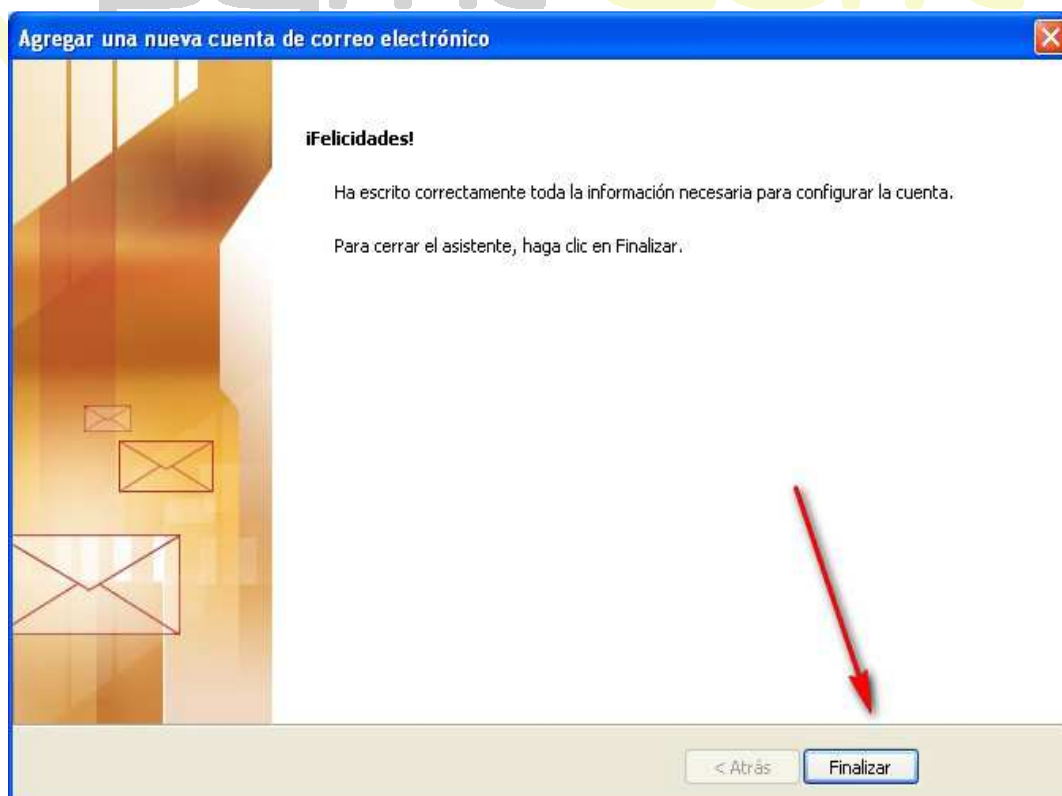 Agregar una nueva cuenta de correo electrónico
¡Felicidades!
Ha escrito correctamente toda la información necesaria para configurar la cuenta.
Para cerrar el asistente, haga clic en Finalizar.
< Atrás
Finalizar